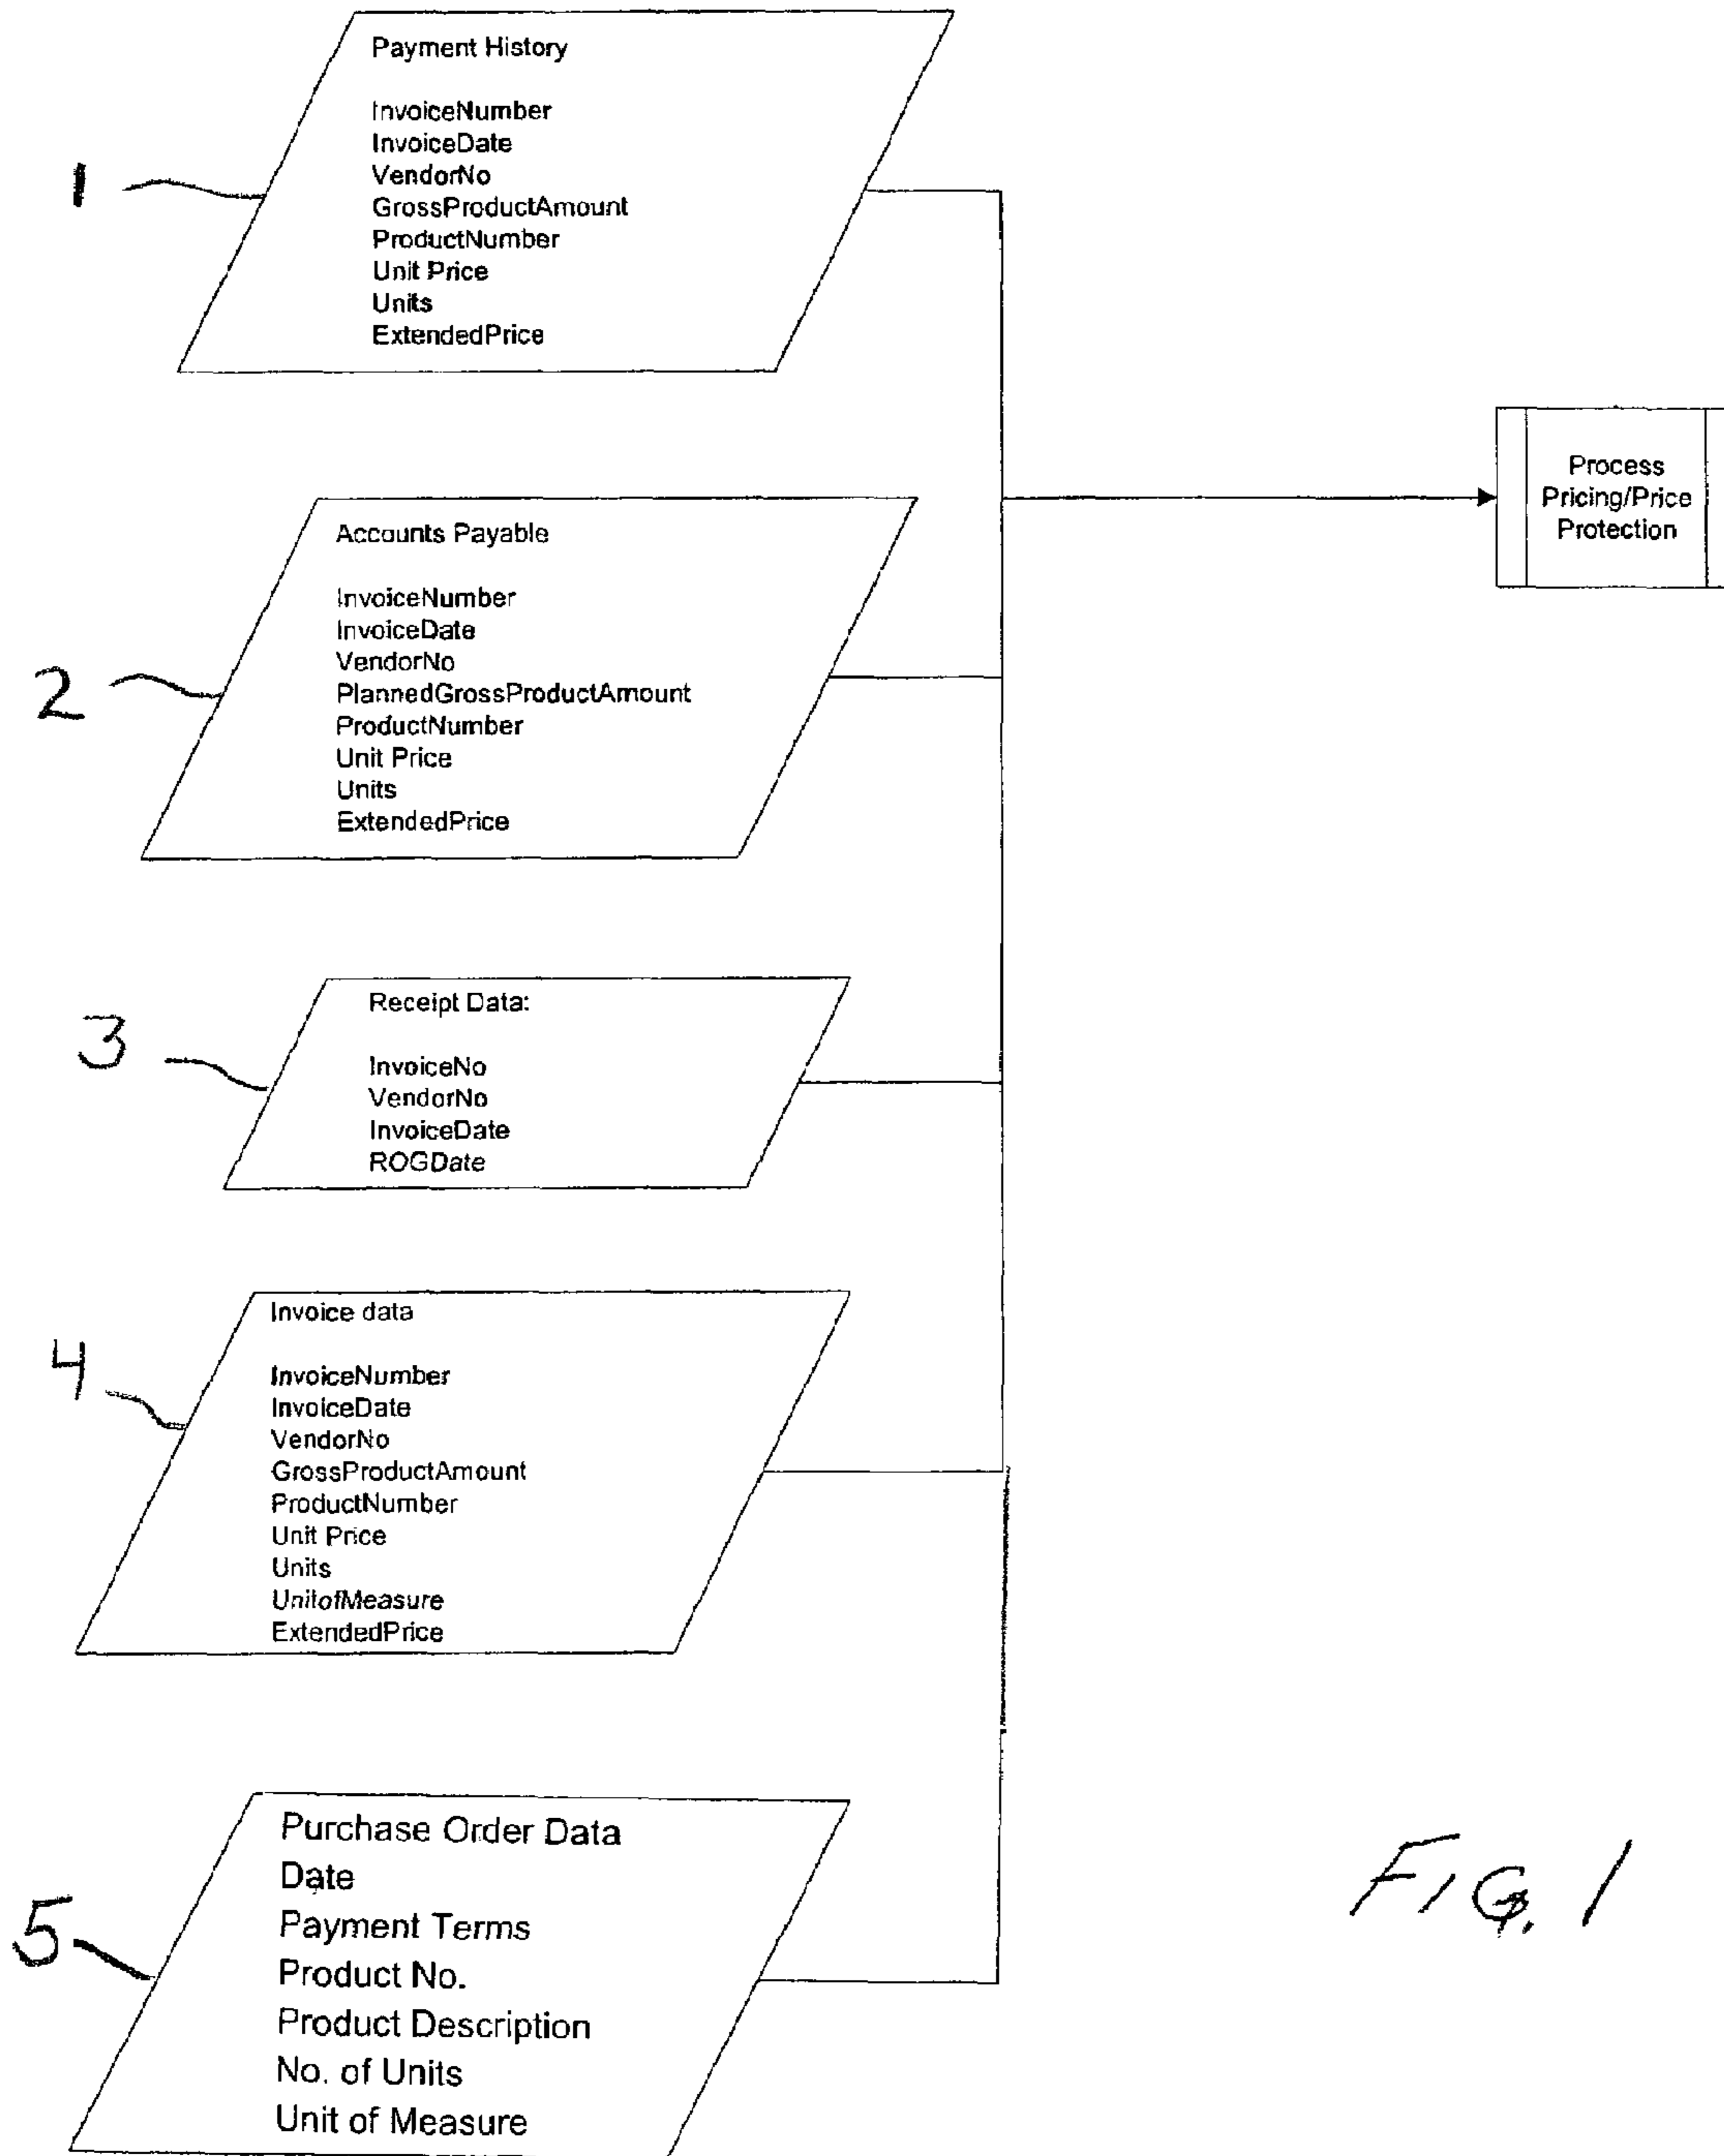 Payment History
InvoiceNumber
InvoiceDate
VendorNo
GrossProductAmount
ProductNumber
Unit Price
Units
ExtendedPrice
1
Process
Pricing/Price
Protection
Accounts Payable
InvoiceNumber
InvoiceDate
VendorNo
PlannedGrossProductAmount
ProductNumber
Unit Price
Units
ExtendedPrice
2
Receipt Data:
InvoiceNo
VendorNo
InvoiceDate
ROGDate
3
Invoice data
InvoiceNumber
InvoiceDate
VendorNo
GrossProductAmount
ProductNumber
Unit Price
Units
UnitofMeasure
ExtendedPrice
4
Purchase Order Data
Date
Payment Terms
Product No.
Product Description
No. of Units
Unit of Measure
5
FIG. 1